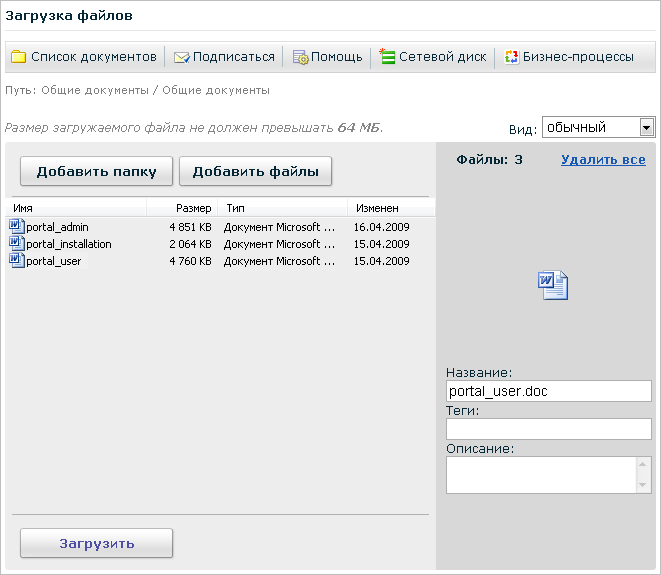 Загрузка файлов
Список документов Подписаться Помощь Сетевой диск Бизнес-процессы
Путь: Общие документы / Общие документы
Размер загружаемого файла не должен превышать 64 МБ.
Вид: обычный
Добавить папку Добавить файлы
Файлы: 3 Удалить все
Имя Размер Тип Изменен
portal_admin 4 851 KB Документ Microsoft ... 16.04.2009
portal_installation 2 064 KB Документ Microsoft ... 15.04.2009
portal_user 4 760 KB Документ Microsoft ... 15.04.2009
Название:
portal_user.doc
Теги:
Описание:
Загрузить